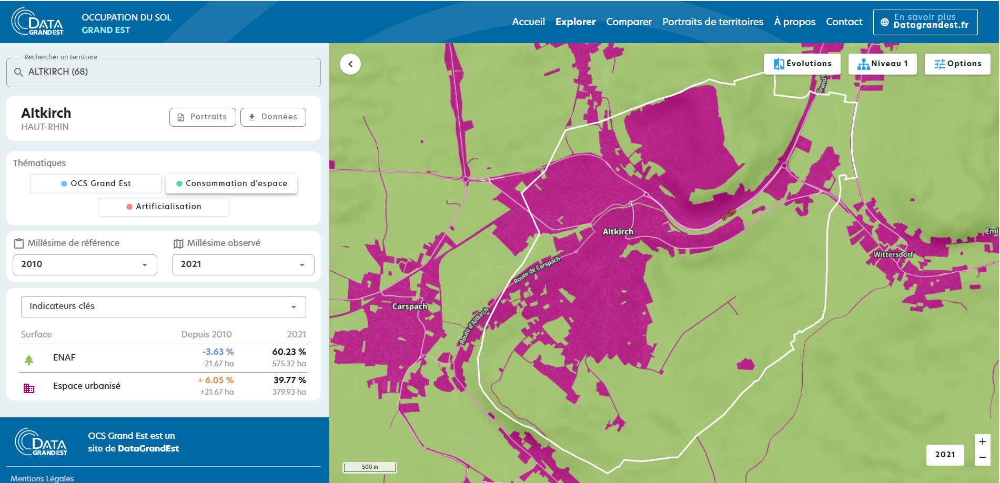 DATA
GRANDEST
OCCUPATION DU SOL
GRAND EST
Accueil
Explorer
Comparer
Portraits de territoires
À propos
Contact
En savoir plus
Datagrandest.fr
Rechercher un territoire
ALTKIRCH (68)
Altkirch
HAUT-RHIN
Portraits
Données
Thématiques
OCS Grand Est
Consommation d'espace
Artificialisation
Millésime de référence
Millésime observé
2010
2021
Indicateurs clés
Surface
Depuis 2010
2021
ENAF
-3.63 %
60.23 %
-21.67 ha
575.32 ha
Espace urbanisé
+ 6.05 %
39.77 %
+21.67 ha
379.93 ha
DATA
GRANDEST
OCS Grand Est est un
site de DataGrandEst
Mentions Légales
Évolutions
Niveau 1
Options
D 419
Altkirch
Eml
Wittersdorf
Route de Carspach
Carspach
Route d'Altkirch
500 m
2021
+
−